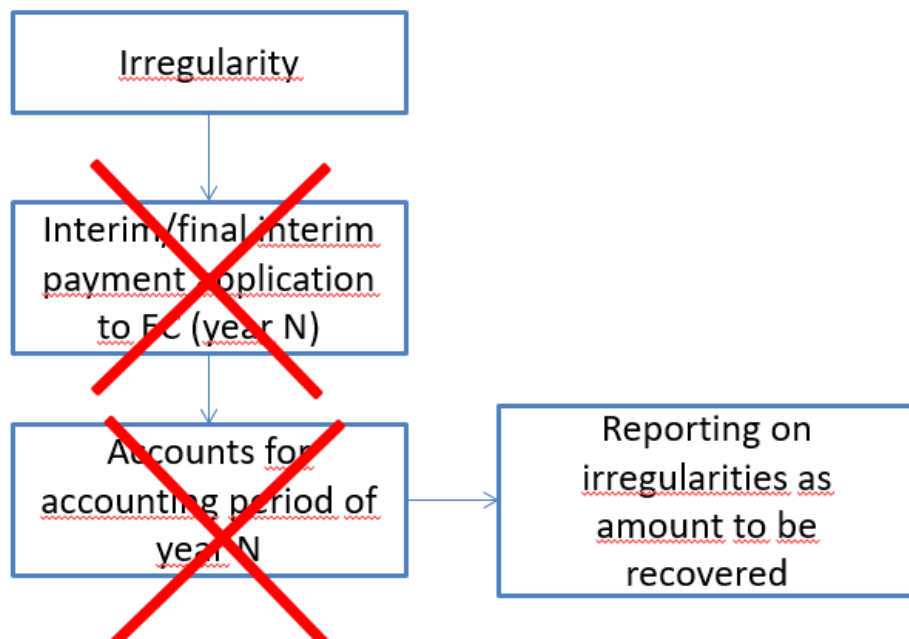 Irregularity
Interim/final interim
payment application
to EC (year N)
Accounts for
accounting period of
year N
Reporting on
irregularities as
amount to be
recovered